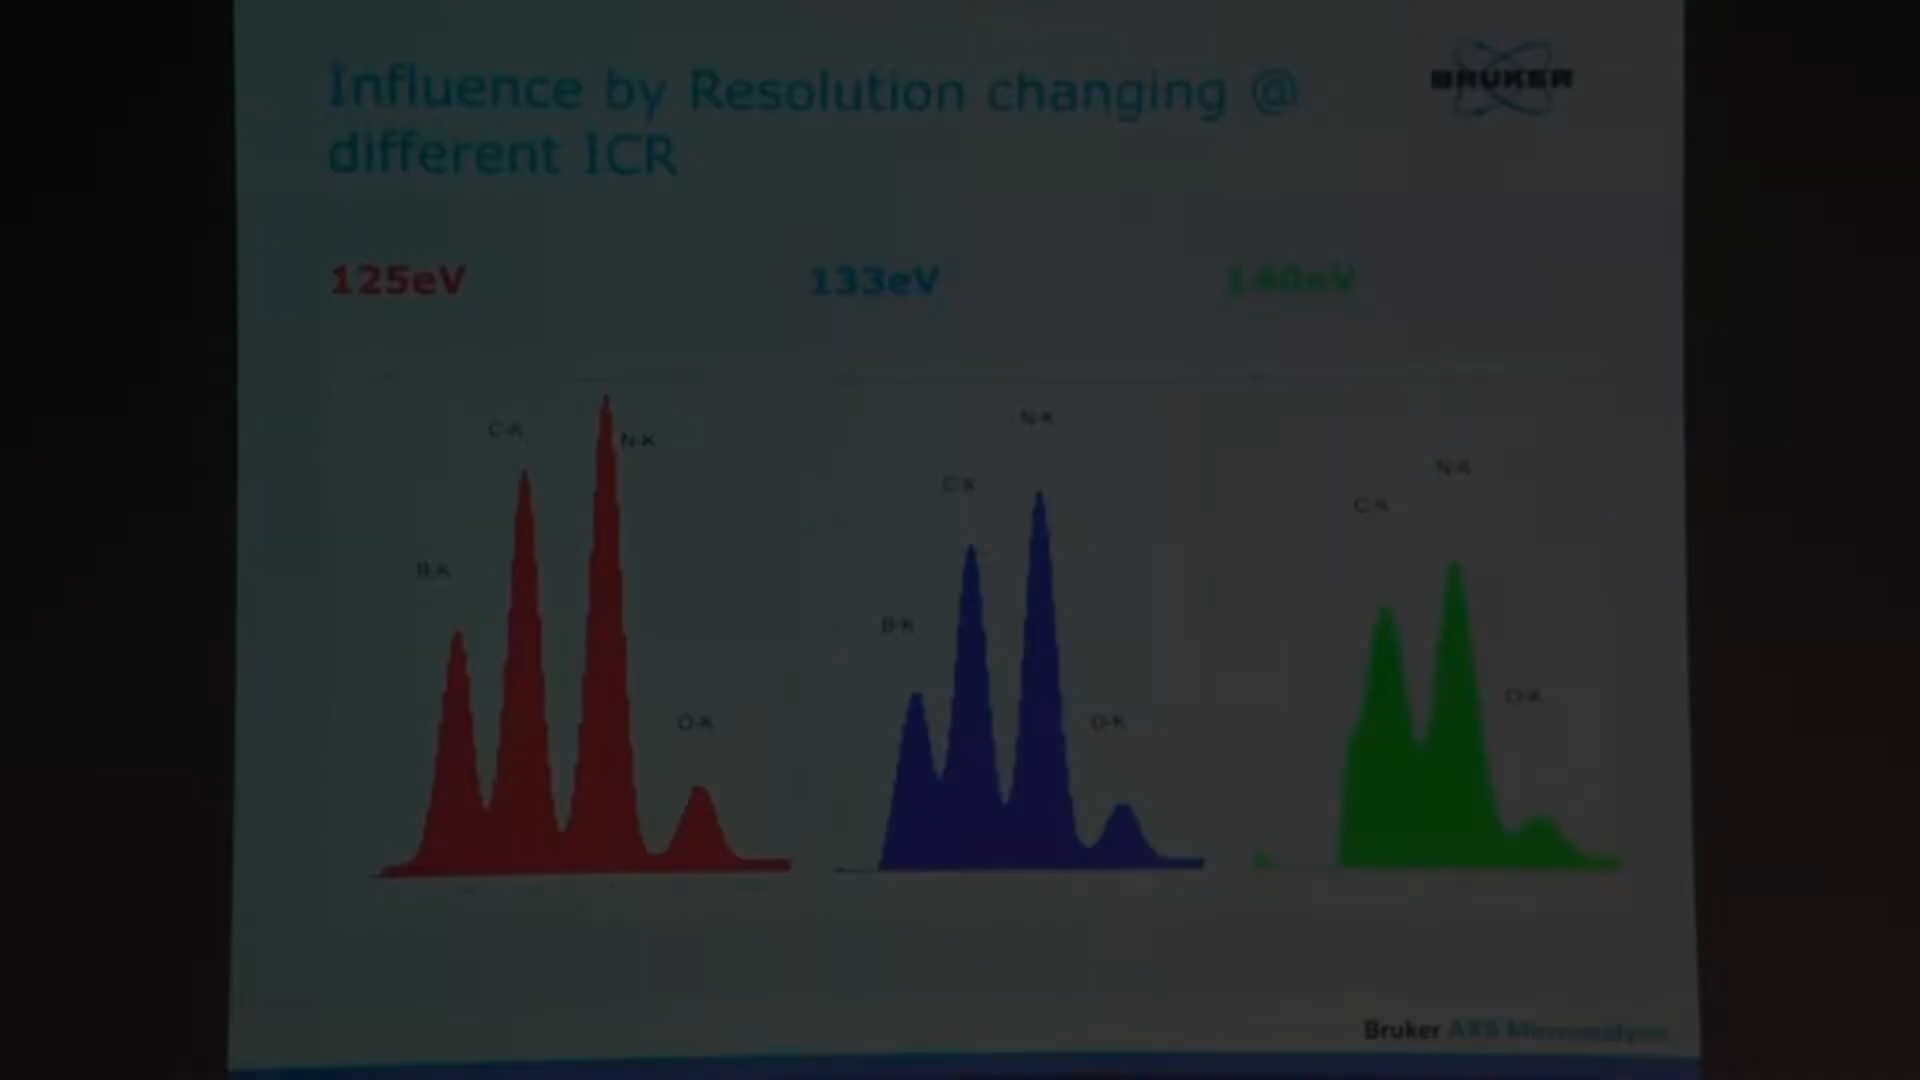 Influence by Resolution changing @
different ICR
BRUKER
125eV
133eV
140eV
C-K
N-K
B-K
O-K
N-K
C-K
B-K
O-K
N-K
C-K
O-K
Bruker AXS Microanalysis